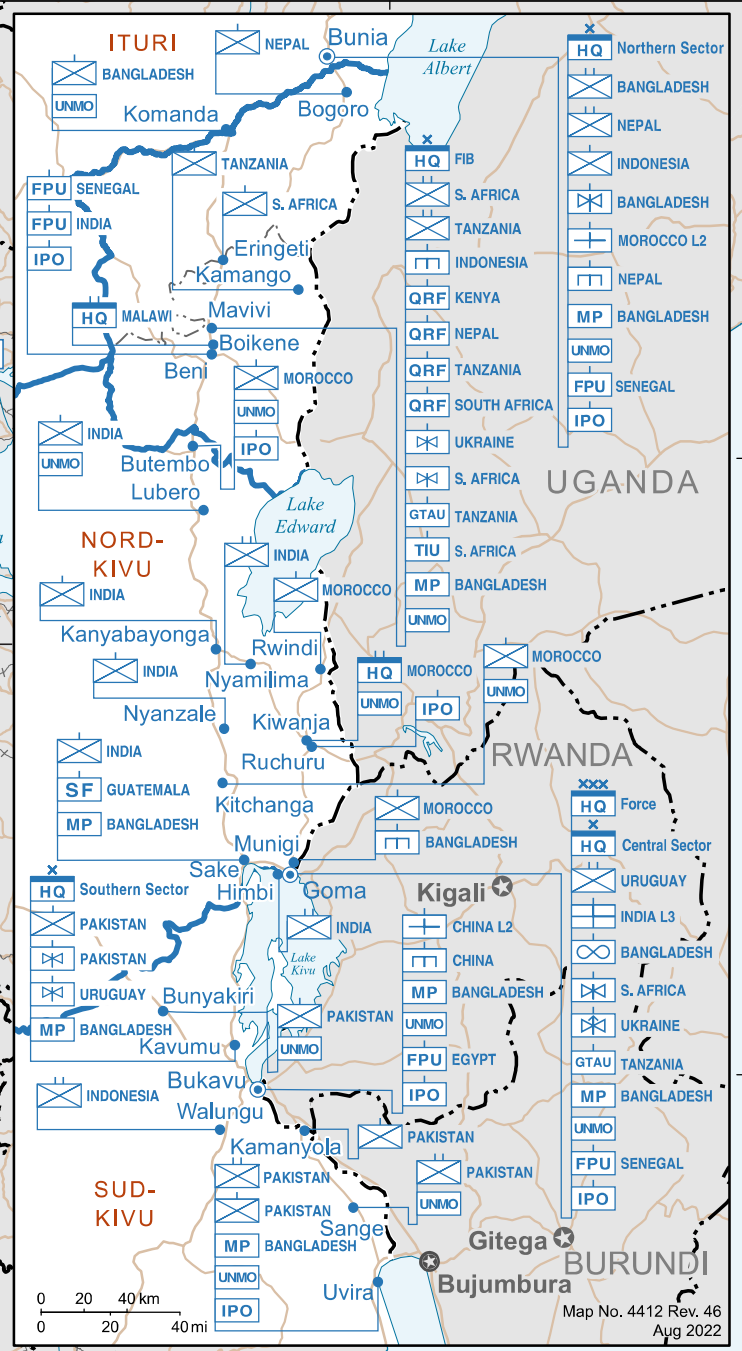 ITURI
NEPAL
Bunia
Lake
Albert
HQ Northern Sector
BANGLADESH
UNMO
Komanda
Bogoro
BANGLADESH
NEPAL
INDONESIA
BANGLADESH
MOROCCO L2
NEPAL
MP BANGLADESH
UNMO
FPU SENEGAL
IPO
TANZANIA
S. AFRICA
FPU SENEGAL
FPU INDIA
IPO
Eringeti
Kamango
HQ MALAWI
Mavivi
Boikene
Beni
HQ FIB
S. AFRICA
TANZANIA
INDONESIA
QRF KENYA
QRF NEPAL
QRF TANZANIA
QRF SOUTH AFRICA
UKRAINE
S. AFRICA
GTAU TANZANIA
TIU S. AFRICA
MP BANGLADESH
UNMO
MOROCCO
UNMO
IPO
INDIA
UNMO
Butembo
Lubero
UGANDA
Lake
Edward
NORD-
KIVU
INDIA
MOROCCO
INDIA
Kanyabayonga
Rwindi
Nyamilima
INDIA
Nyanzale
HQ MOROCCO
UNMO
IPO
MOROCCO
UNMO
Kiwanja
Ruchuru
RWANDA
INDIA
SF GUATEMALA
MP BANGLADESH
Kitchanga
MOROCCO
BANGLADESH
Munigi
Sake
Himbi
Goma
Kigali
HQ Force
HQ Central Sector
URUGUAY
INDIA L3
BANGLADESH
S. AFRICA
UKRAINE
GTAU TANZANIA
MP BANGLADESH
UNMO
FPU SENEGAL
IPO
HQ Southern Sector
PAKISTAN
PAKISTAN
URUGUAY
MP BANGLADESH
INDIA
Lake
Kivu
CHINA L2
CHINA
MP BANGLADESH
UNMO
FPU EGYPT
IPO
Bunyakiri
PAKISTAN
UNMO
Kavumu
INDONESIA
Bukavu
Walungu
Kamanyola
PAKISTAN
SUD-
KIVU
PAKISTAN
PAKISTAN
MP BANGLADESH
UNMO
IPO
PAKISTAN
UNMO
Sange
Gitega
BURUNDI
Bujumbura
Uvira
0 20 40 km
0 20 40 mi
Map No. 4412 Rev. 46
Aug 2022